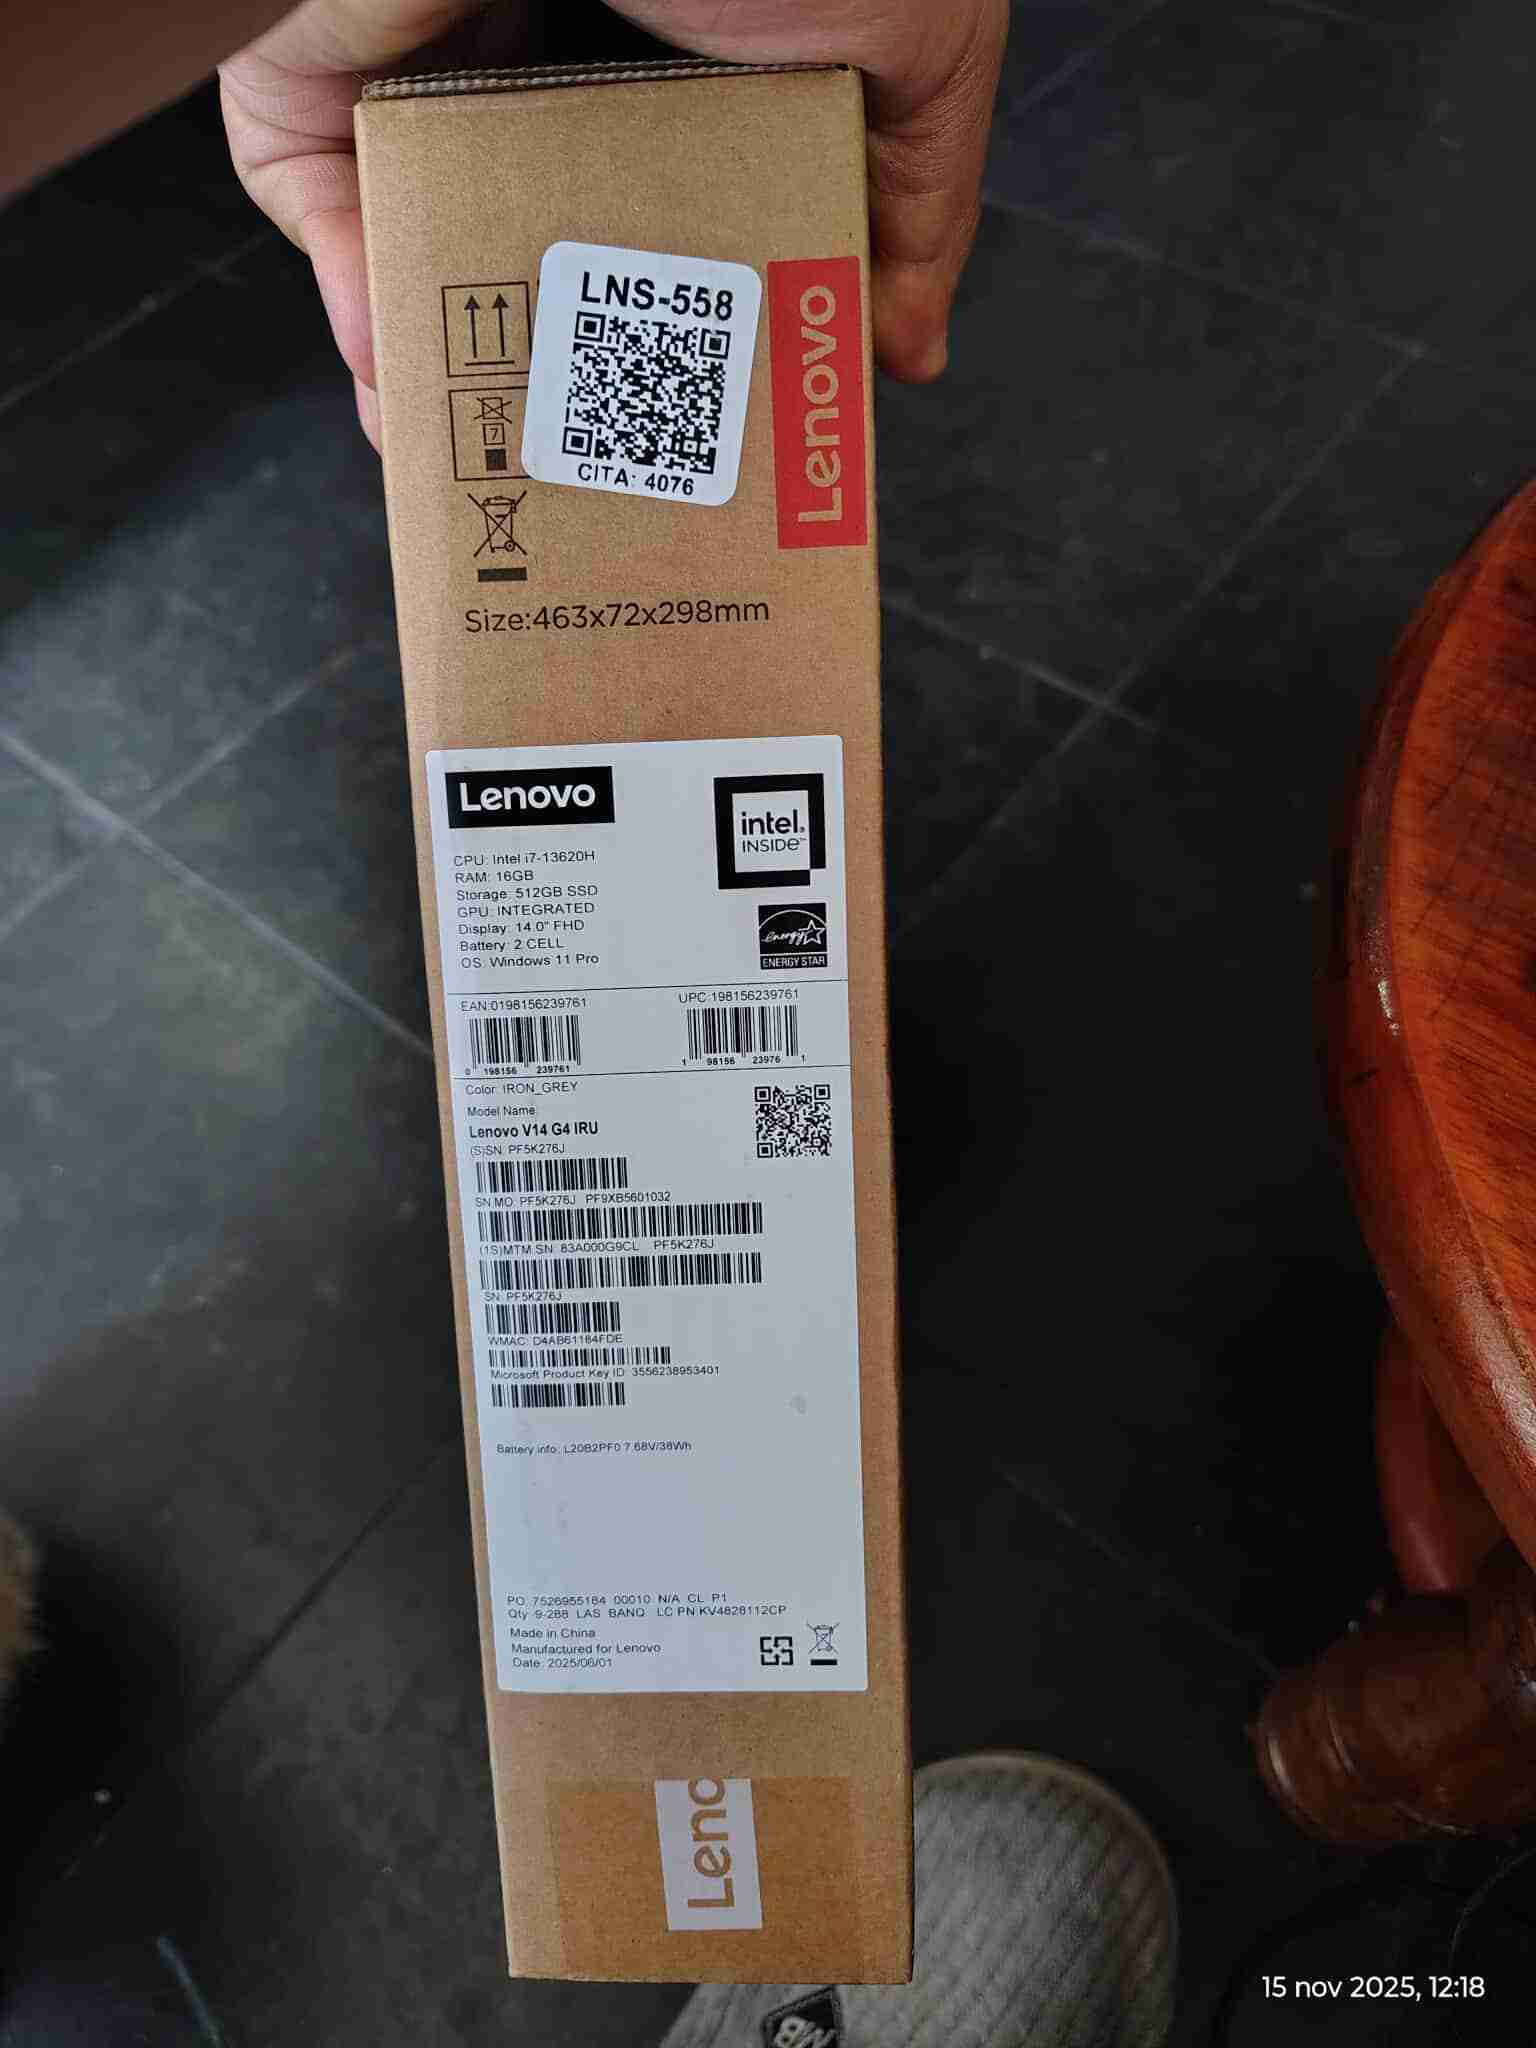 LNS-558
CITA: 4076
Lenovo
7
Size:463x72x298mm
Lenovo
intel.
INSIDE™
CPU: Intel i7-13620H
RAM: 16GB
Storage: 512GB SSD
GPU: INTEGRATED
Display: 14.0" FHD
Battery: 2 CELL
OS: Windows 11 Pro
energy
ENERGY STAR
EAN:0198156239761
UPC:198156239761
0 198156 239761
1 98156 23976 1
Color: IRON_GREY
Model Name:
Lenovo V14 G4 IRU
(S)SN: PF5K276J
SN MO: PF5K276J PF9XB5601032
(1S)MTM SN: 83A000G9CL PF5K276J
SN: PF5K276J
WMAC: D4AB61184FDE
Microsoft Product Key ID: 3556238953401
Battery info: L20B2PF0 7.68V/38Wh
PO: 7526955184 00010 N/A CL P1
Qty 9-288 LAS BANQ LC PN:KV4828112CP
Made in China
Manufactured for Lenovo
Date: 2025/06/01
Leno
15 nov 2025, 12:18